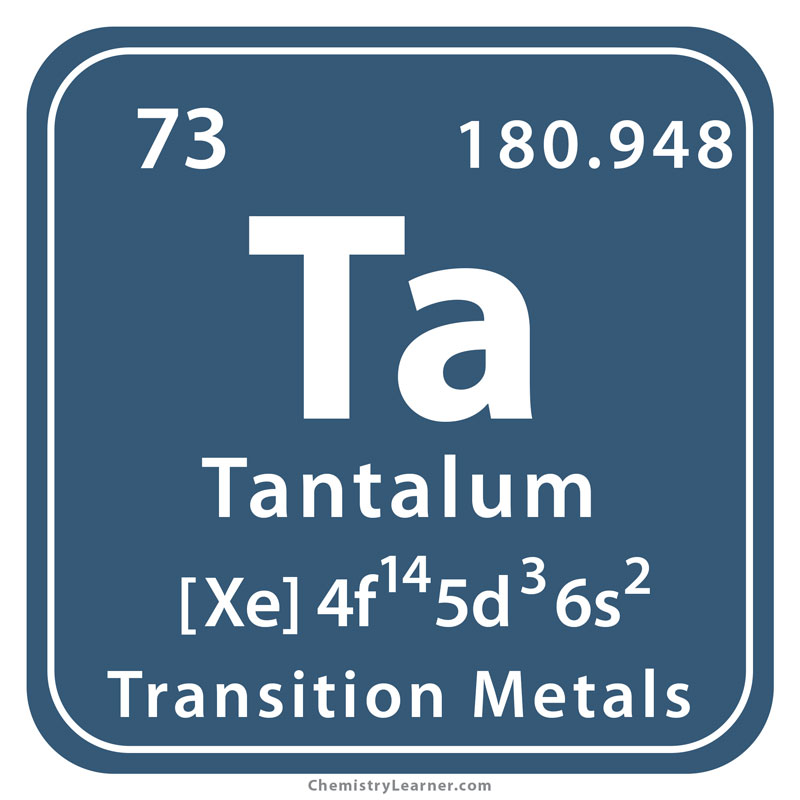 73 180.948
Ta
Tantalum
[Xe] 4f¹⁴5d³6s²
Transition Metals
ChemistryLearner.com